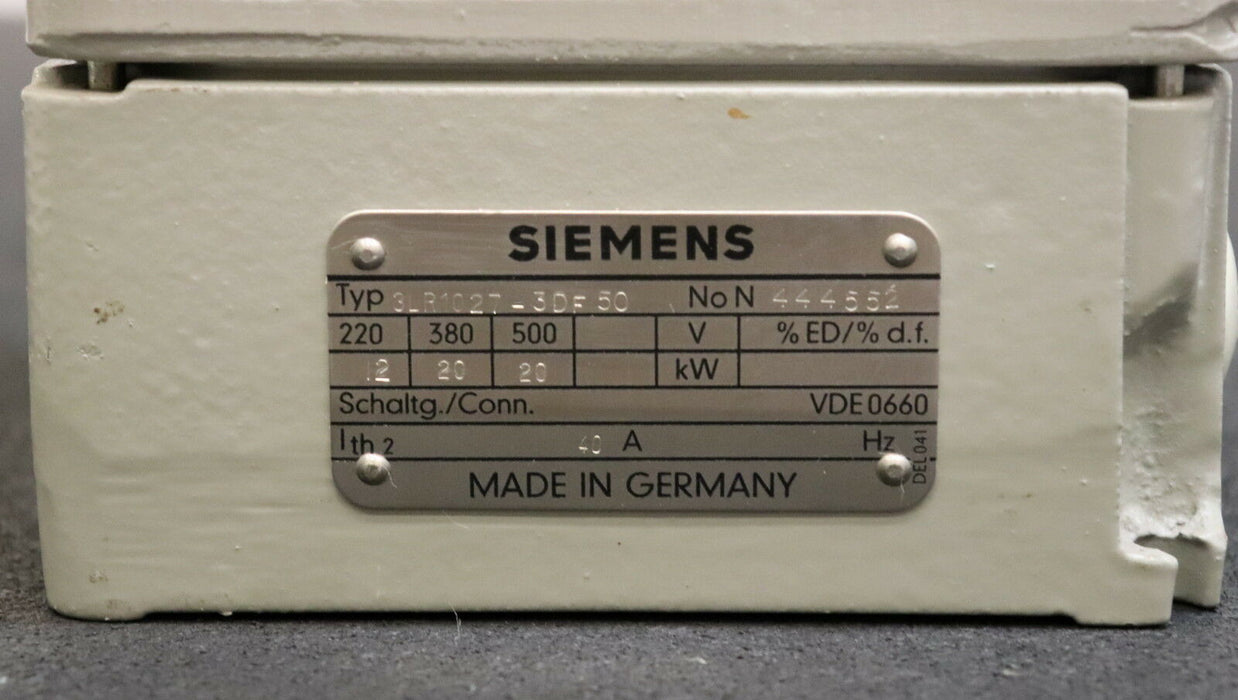 SIEMENS
Typ 3LR1027-3DF50 No N 444552
220 380 500 V % ED/% d.f.
12 20 20 kW
Schaltg./Conn. VDE 0660
I th 2 40 A Hz
DEL041
MADE IN GERMANY